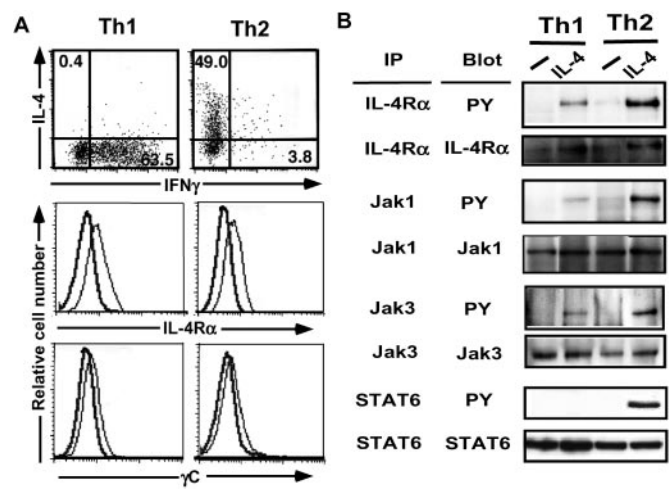 A
Th1
Th2
0.4
63.5
49.0
3.8
IL-4
IFNγ
Relative cell number
IL-4Rα
γC
B
Th1
Th2
IP
Blot
–
IL-4
–
IL-4
IL-4Rα
PY
IL-4Rα
IL-4Rα
Jak1
PY
Jak1
Jak1
Jak3
PY
Jak3
Jak3
STAT6
PY
STAT6
STAT6